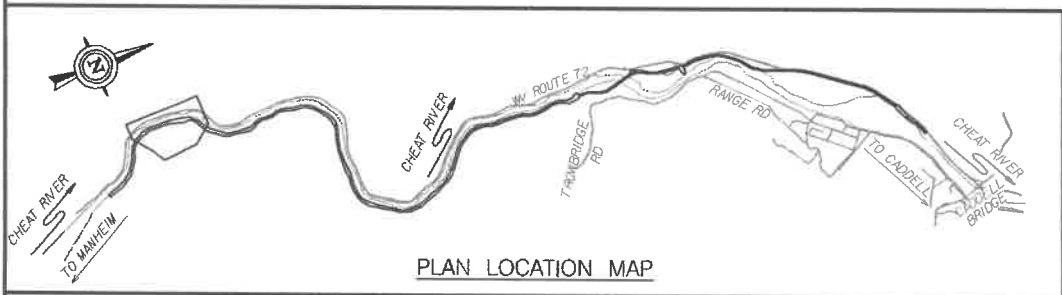 N
CHEAT RIVER
TO MANHEIM
CHEAT RIVER
WV ROUTE 72
TROWBRIDGE
RD
RANGE RD
TO CADDELL
CHEAT RIVER
BRIDGE
PLAN LOCATION MAP